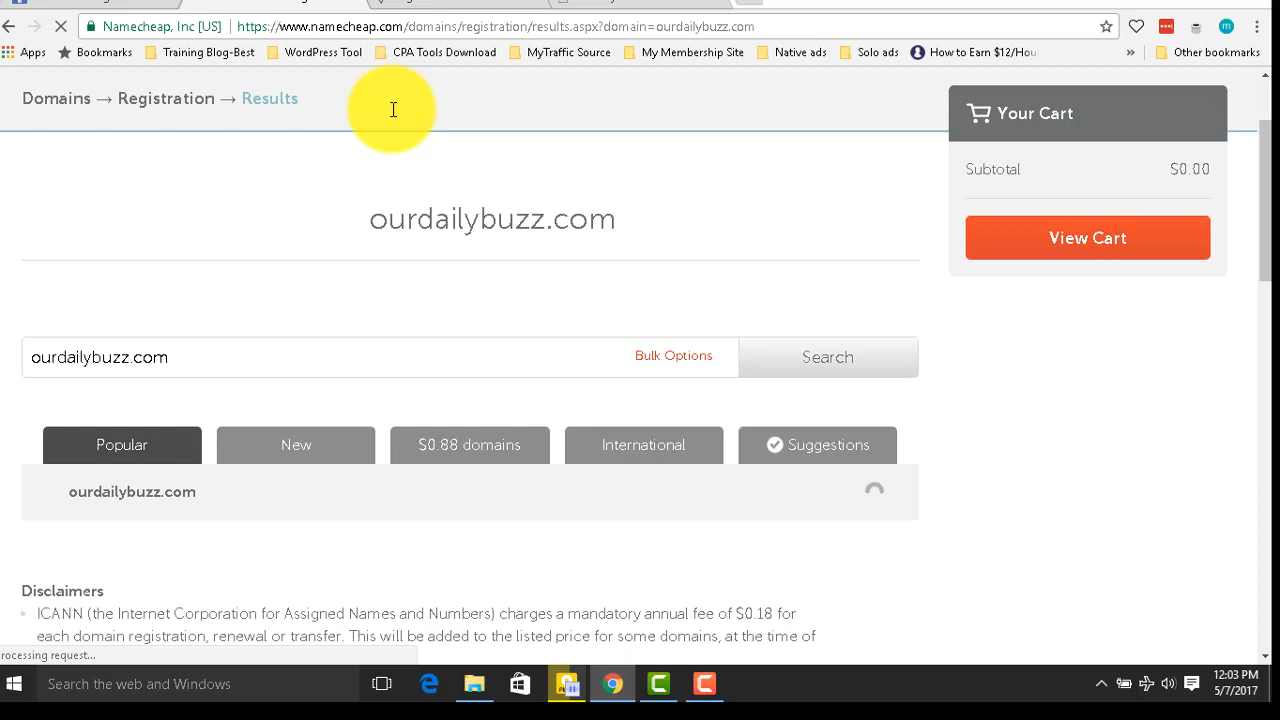 Namecheap, Inc [US] https://www.namecheap.com/domains/registration/results.aspx?domain=ourdailybuzz.com
Apps Bookmarks Training Blog-Best WordPress Tool CPA Tools Download MyTraffic Source My Membership Site Native ads Solo ads How to Earn $12/Hou » Other bookmarks
Domains → Registration → Results
Your Cart
Subtotal $0.00
View Cart
ourdailybuzz.com
ourdailybuzz.com Bulk Options Search
Popular New $0.88 domains International Suggestions
ourdailybuzz.com
Disclaimers
ICANN (the Internet Corporation for Assigned Names and Numbers) charges a mandatory annual fee of $0.18 for
each domain registration, renewal or transfer. This will be added to the listed price for some domains, at the time of
rocessing request...
Search the web and Windows
12:03 PM
5/7/2017